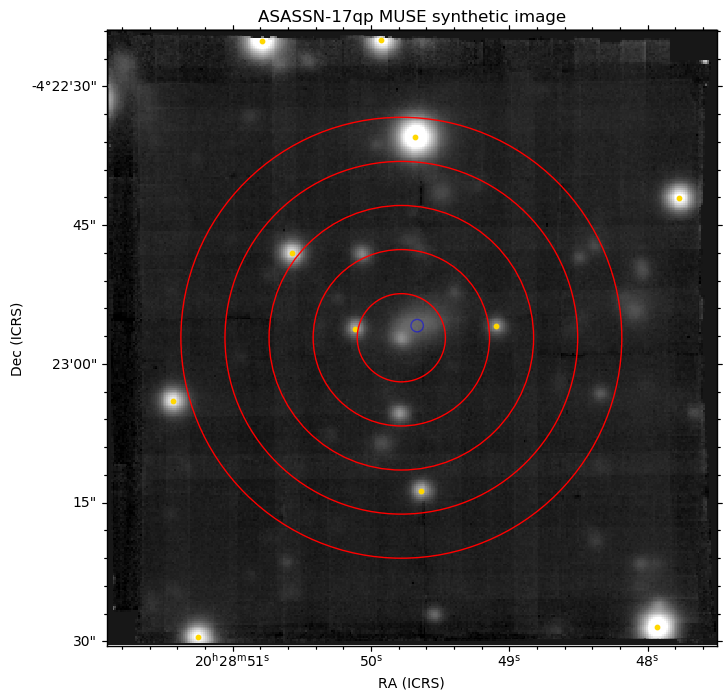 ASASSN-17qp MUSE synthetic image
-4°22'30"
45"
23'00"
15"
30"
Dec (ICRS)
20ʰ28ᵐ51ˢ
50ˢ
49ˢ
48ˢ
RA (ICRS)